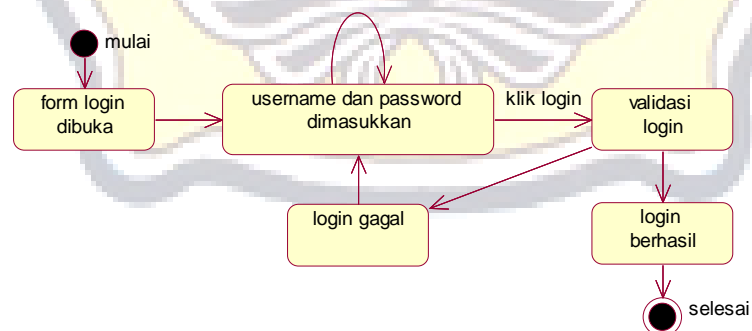 mulai
form login
dibuka
username dan password
dimasukkan
klik login
validasi
login
login gagal
login
berhasil
selesai